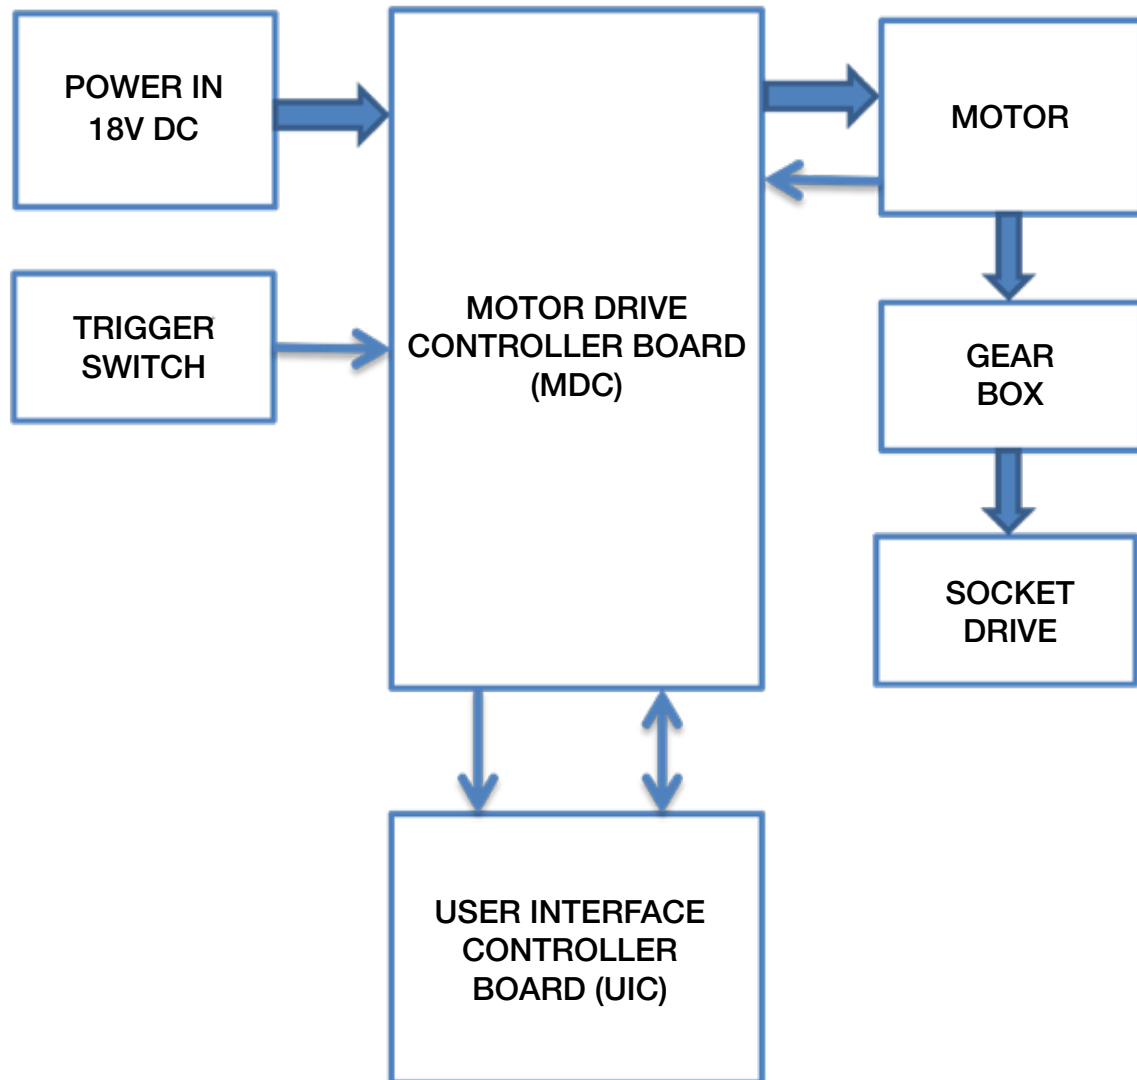 POWER IN
18V DC
MOTOR
TRIGGER
SWITCH
MOTOR DRIVE
CONTROLLER BOARD
(MDC)
GEAR
BOX
SOCKET
DRIVE
USER INTERFACE
CONTROLLER
BOARD (UIC)